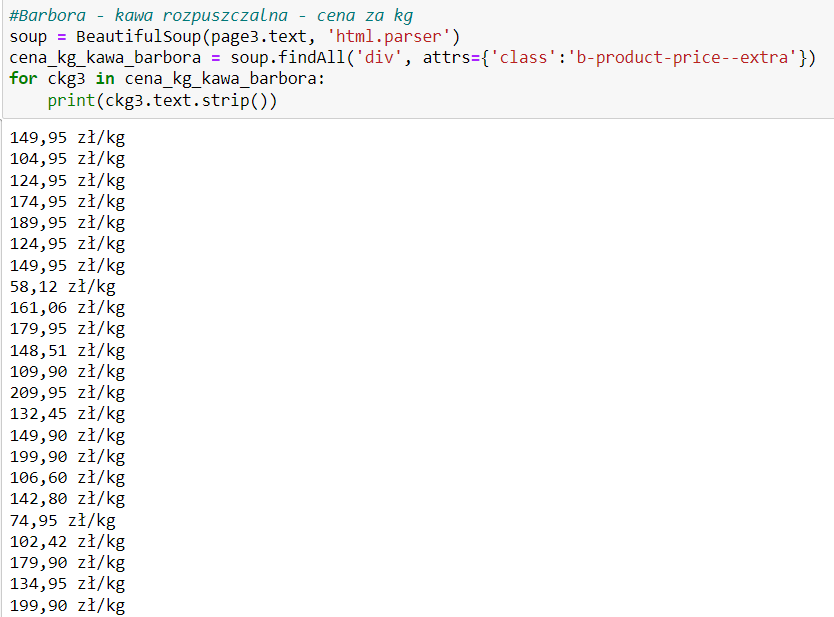 #Barbora - kawa rozpuszczalna - cena za kg
soup = BeautifulSoup(page3.text, 'html.parser')
cena_kg_kawa_barbora = soup.findAll('div', attrs={'class':'b-product-price--extra'})
for ckg3 in cena_kg_kawa_barbora:
    print(ckg3.text.strip())
149,95 zł/kg
104,95 zł/kg
124,95 zł/kg
174,95 zł/kg
189,95 zł/kg
124,95 zł/kg
149,95 zł/kg
58,12 zł/kg
161,06 zł/kg
179,95 zł/kg
148,51 zł/kg
109,90 zł/kg
209,95 zł/kg
132,45 zł/kg
149,90 zł/kg
199,90 zł/kg
106,60 zł/kg
142,80 zł/kg
74,95 zł/kg
102,42 zł/kg
179,90 zł/kg
134,95 zł/kg
199,90 zł/kg